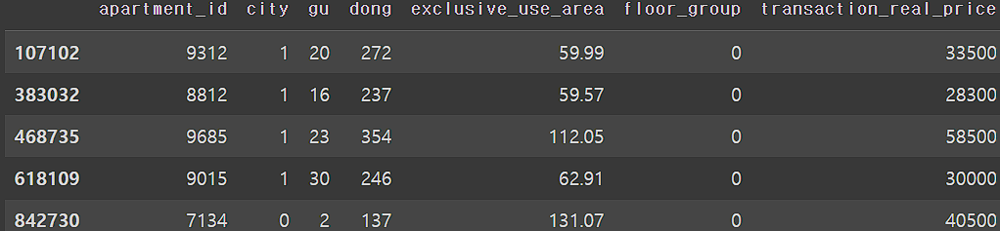 apartment_id city gu dong exclusive_use_area floor_group transaction_real_price
107102 9312 1 20 272 59.99 0 33500
383032 8812 1 16 237 59.57 0 28300
468735 9685 1 23 354 112.05 0 58500
618109 9015 1 30 246 62.91 0 30000
842730 7134 0 2 137 131.07 0 40500